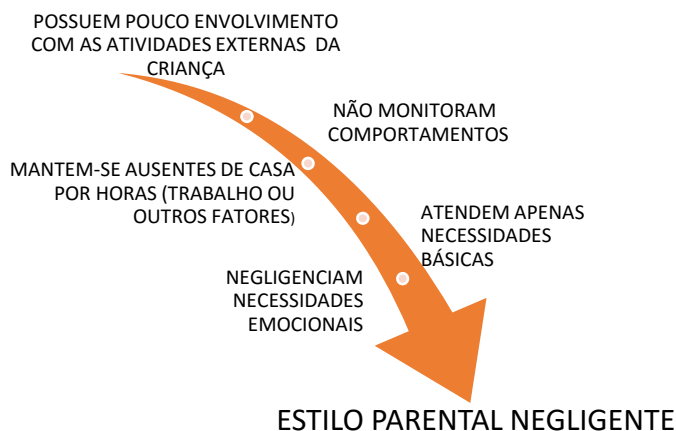 POSSUEM POUCO ENVOLVIMENTO
COM AS ATIVIDADES EXTERNAS DA
CRIANÇA
NÃO MONITORAM
COMPORTAMENTOS
MANTEM-SE AUSENTES DE CASA
POR HORAS (TRABALHO OU
OUTROS FATORES)
ATENDEM APENAS
NECESSIDADES
BÁSICAS
NEGLIGENCIAM
NECESSIDADES
EMOCIONAIS
ESTILO PARENTAL NEGLIGENTE